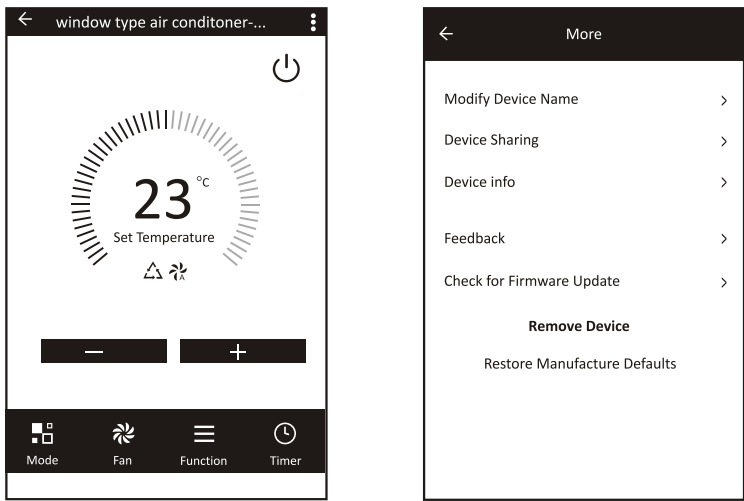 window type air conditoner-...
23 °C
Set Temperature
A
Mode Fan Function Timer
More
Modify Device Name
Device Sharing
Device info
Feedback
Check for Firmware Update
Remove Device
Restore Manufacture Defaults